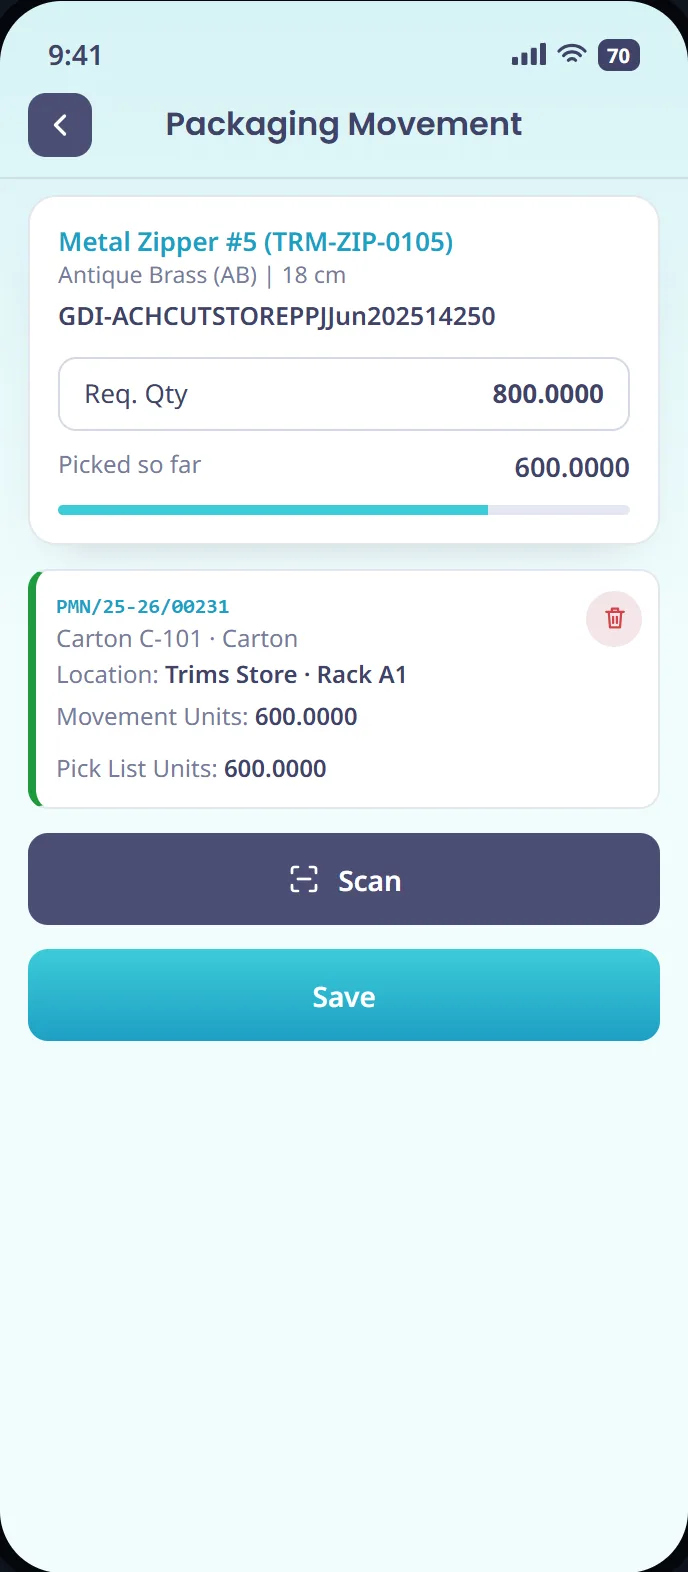 9:41
70
Packaging Movement
Metal Zipper #5 (TRM-ZIP-0105)
Antique Brass (AB) | 18 cm
GDI-ACHCUTSTOREPPJJun202514250
Req. Qty 800.0000
Picked so far 600.0000
PMN/25-26/00231
Carton C-101 · Carton
Location: Trims Store · Rack A1
Movement Units: 600.0000
Pick List Units: 600.0000
Scan
Save